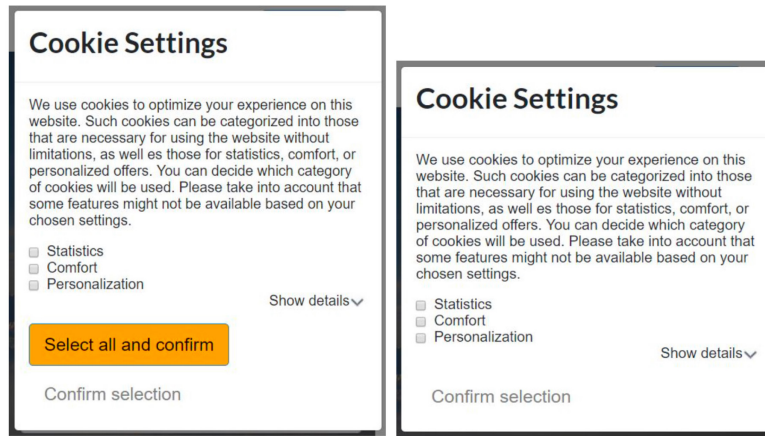 Cookie Settings
We use cookies to optimize your experience on this
website. Such cookies can be categorized into those
that are necessary for using the website without
limitations, as well es those for statistics, comfort, or
personalized offers. You can decide which category
of cookies will be used. Please take into account that
some features might not be available based on your
chosen settings.
Statistics
Comfort
Personalization
Show details
Select all and confirm
Confirm selection
Cookie Settings
We use cookies to optimize your experience on this
website. Such cookies can be categorized into those
that are necessary for using the website without
limitations, as well es those for statistics, comfort, or
personalized offers. You can decide which category
of cookies will be used. Please take into account that
some features might not be available based on your
chosen settings.
Statistics
Comfort
Personalization
Show details
Confirm selection